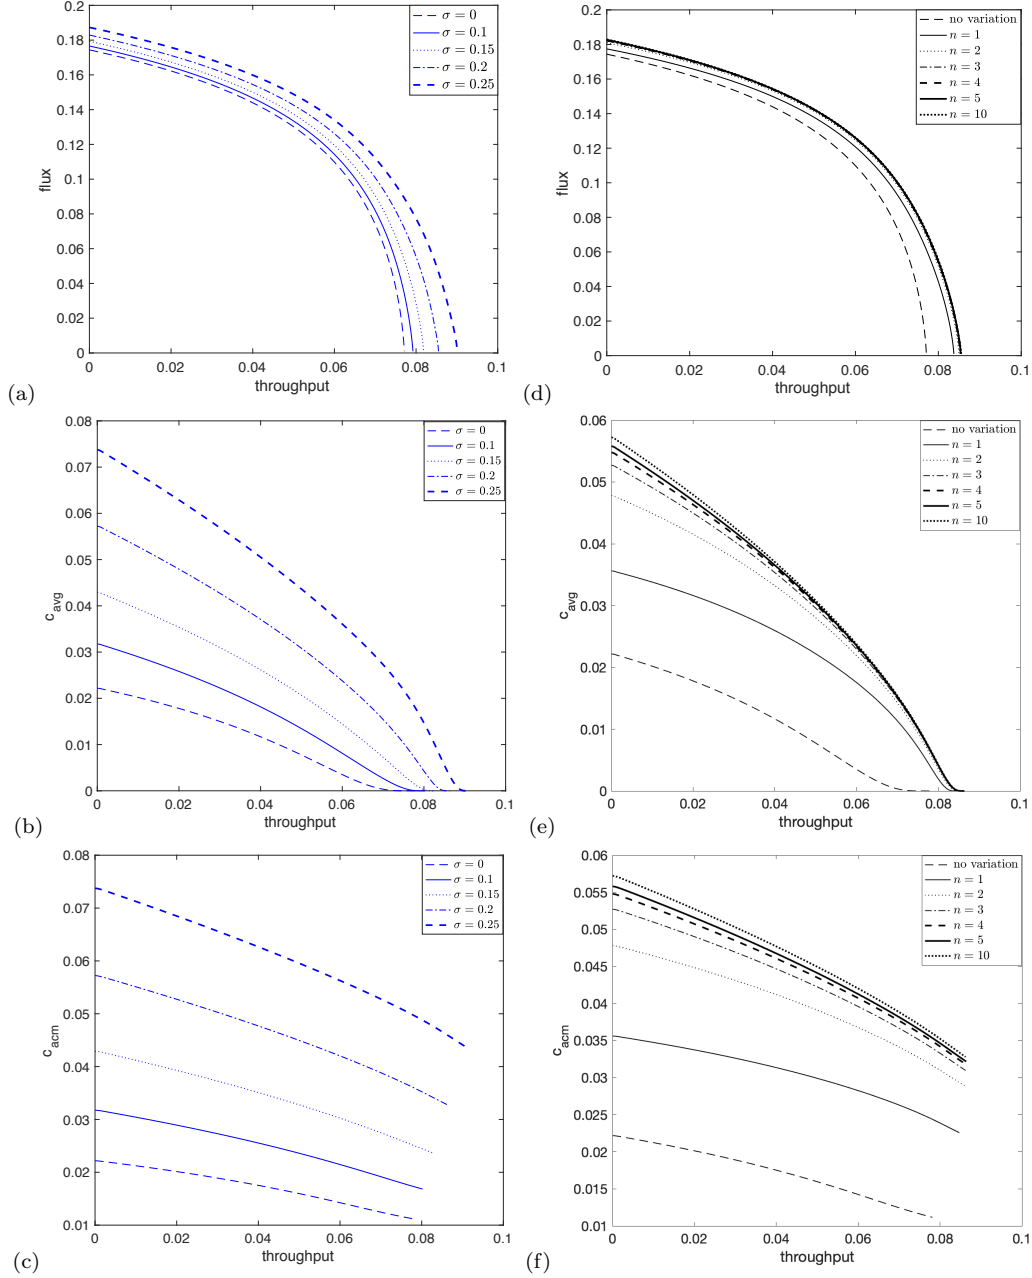 0.2
0.18
0.16
0.14
0.12
0.1
0.08
0.06
0.04
0.02
0
flux
σ = 0
σ = 0.1
σ = 0.15
σ = 0.2
σ = 0.25
0 0.02 0.04 0.06 0.08 0.1
throughput
(a)
0.2
0.18
0.16
0.14
0.12
0.1
0.08
0.06
0.04
0.02
0
flux
no variation
n = 1
n = 2
n = 3
n = 4
n = 5
n = 10
0 0.02 0.04 0.06 0.08 0.1
throughput
(d)
0.08
0.07
0.06
0.05
0.04
0.03
0.02
0.01
0
c_avg
σ = 0
σ = 0.1
σ = 0.15
σ = 0.2
σ = 0.25
0 0.02 0.04 0.06 0.08 0.1
throughput
(b)
0.06
0.05
0.04
0.03
0.02
0.01
0
c_avg
no variation
n = 1
n = 2
n = 3
n = 4
n = 5
n = 10
0 0.02 0.04 0.06 0.08 0.1
throughput
(e)
0.08
0.07
0.06
0.05
0.04
0.03
0.02
0.01
c_acm
σ = 0
σ = 0.1
σ = 0.15
σ = 0.2
σ = 0.25
0 0.02 0.04 0.06 0.08 0.1
throughput
(c)
0.06
0.055
0.05
0.045
0.04
0.035
0.03
0.025
0.02
0.015
0.01
c_acm
no variation
n = 1
n = 2
n = 3
n = 4
n = 5
n = 10
0 0.02 0.04 0.06 0.08 0.1
throughput
(f)